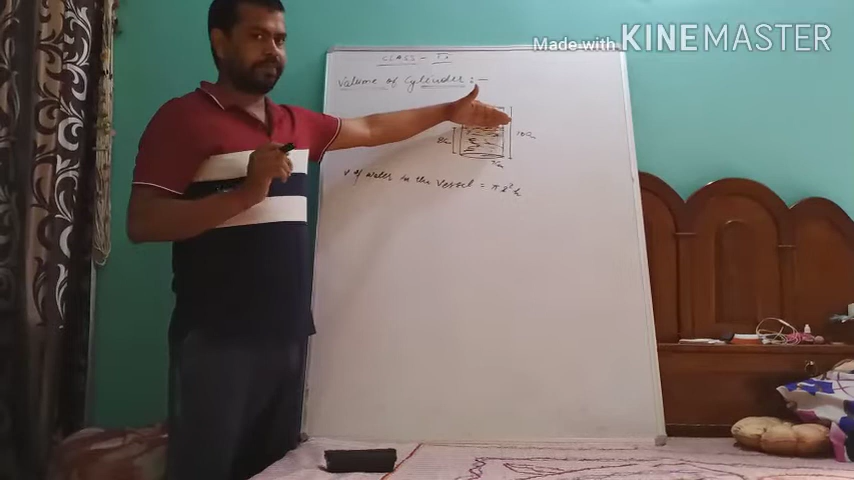 Made with KINEMASTER
CLASS - IX
Volume of Cylinder :-
V of water in the vessel = πr²h